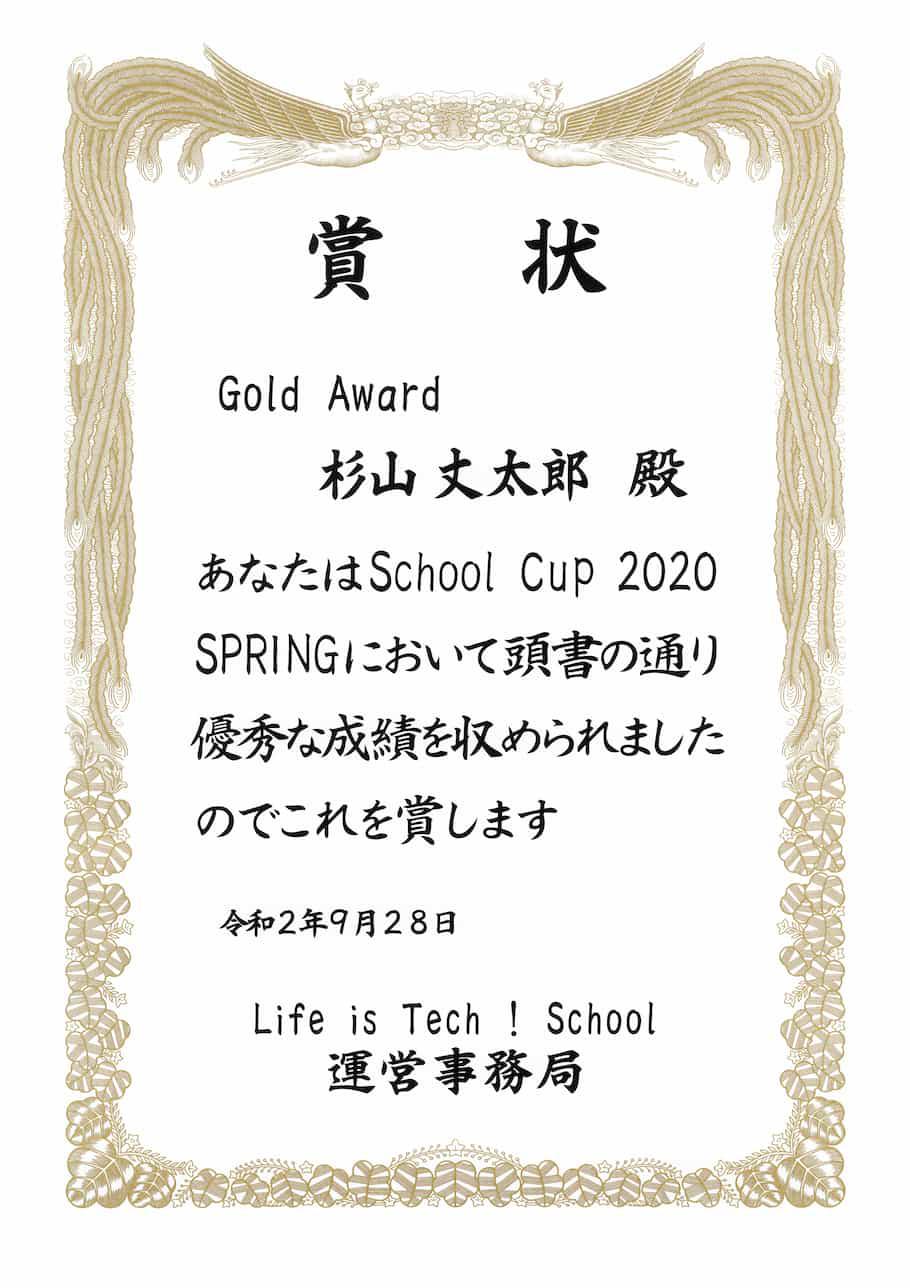 賞 状
Gold Award
杉山 丈太郎 殿
あなたはSchool Cup 2020
SPRINGにおいて頭書の通り
優秀な成績を収められました
のでこれを賞します
令和2年9月28日
Life is Tech ! School
運営事務局